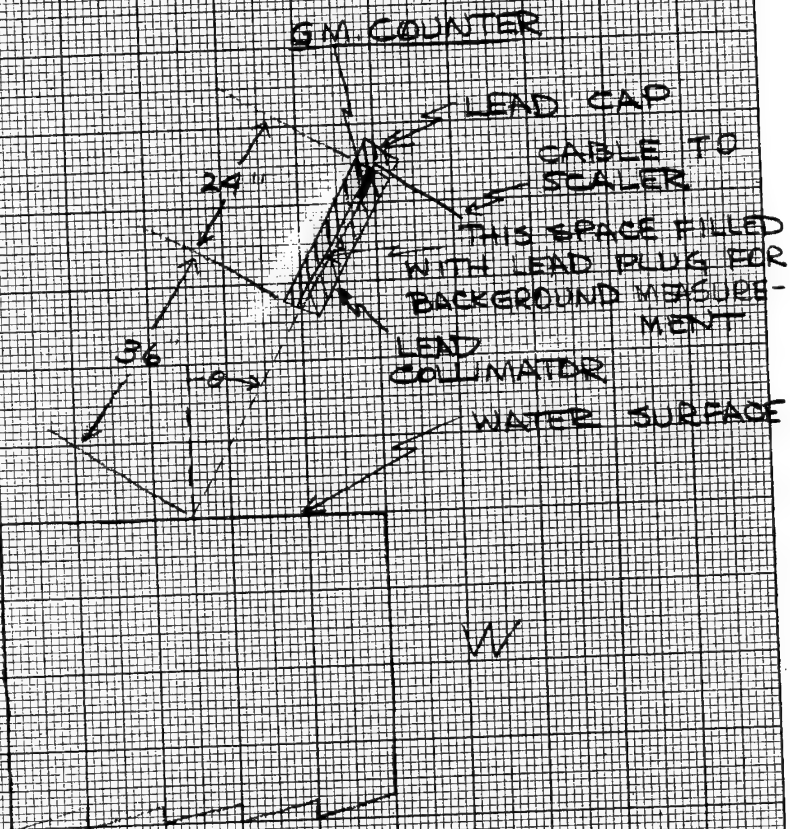 G.M. COUNTER
LEAD CAP
CABLE TO
SCALER
24"
THIS SPACE FILLED
WITH LEAD PLUG FOR
BACKGROUND MEASURE-
MENT
LEAD
COLLIMATOR
36
θ
WATER SURFACE
W